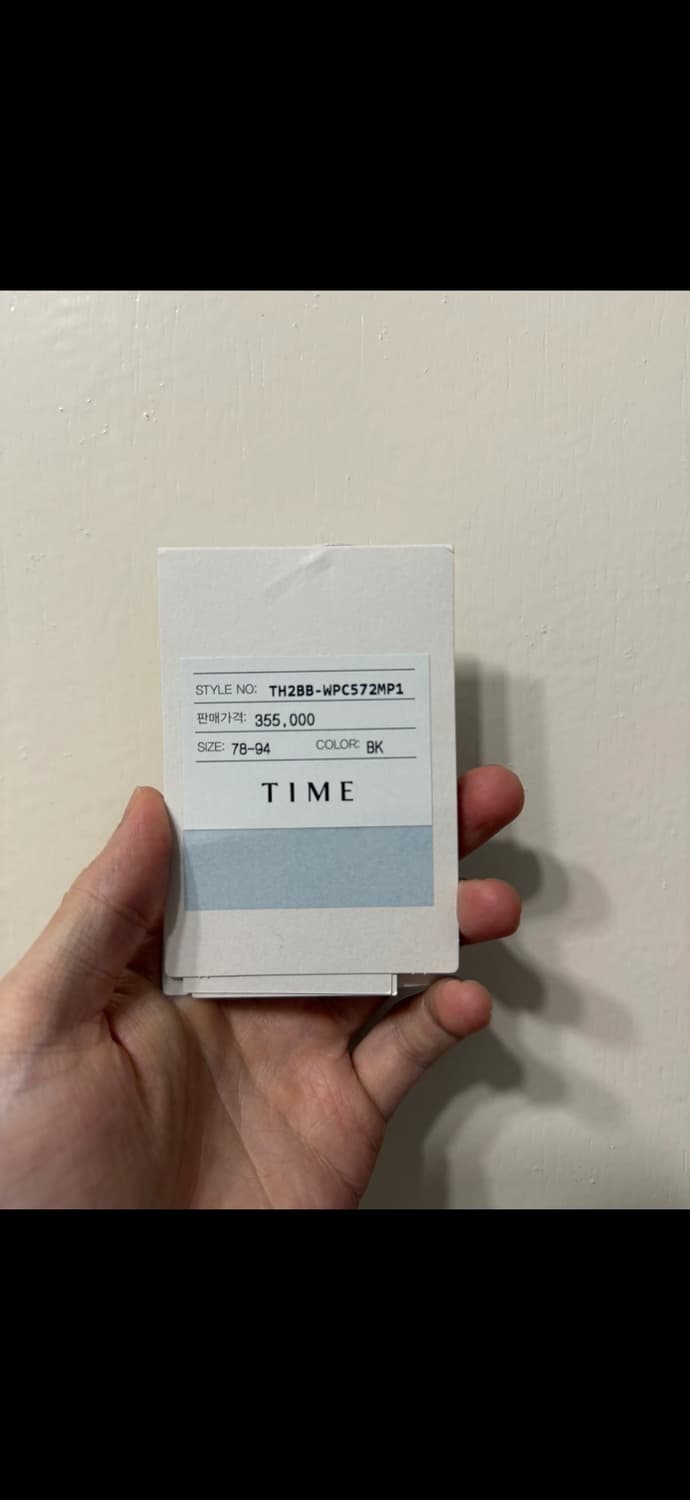 STYLE NO: TH2BB-WPC572MP1
판매가격: 355,000
SIZE: 78-94 COLOR: BK
TIME